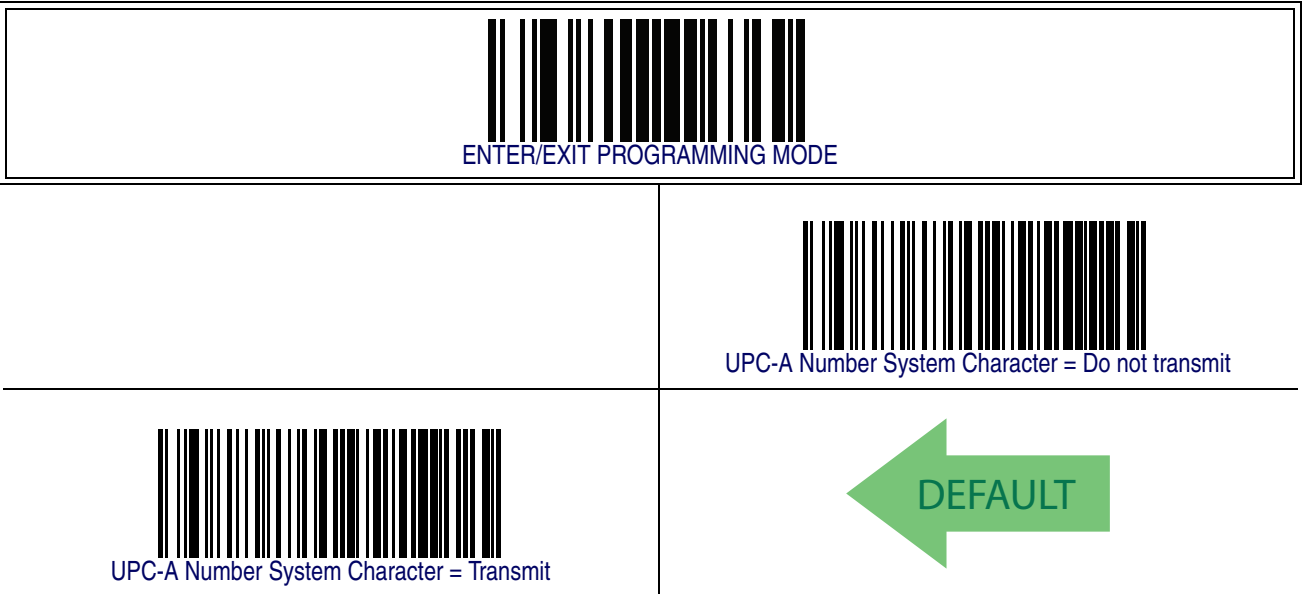 ENTER/EXIT PROGRAMMING MODE
UPC-A Number System Character = Do not transmit
UPC-A Number System Character = Transmit
DEFAULT